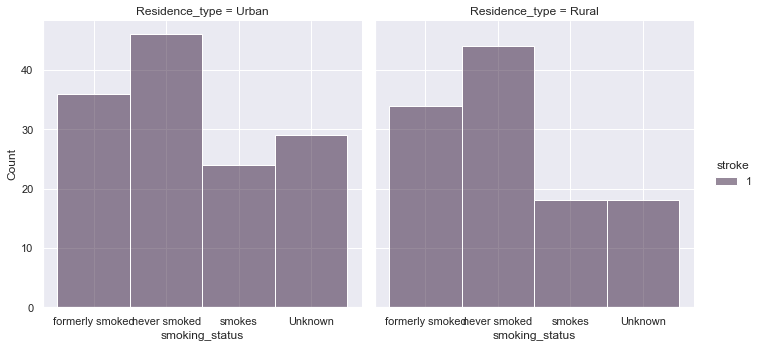 Residence_type = Urban
Residence_type = Rural
Count
40
30
20
10
0
formerly smoked never smoked smokes Unknown
formerly smoked never smoked smokes Unknown
smoking_status
smoking_status
stroke
1